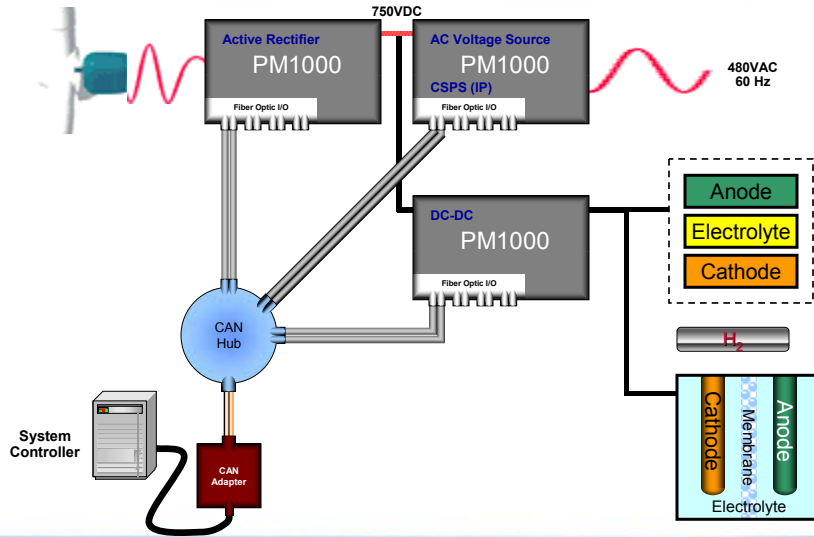 750VDC
Active Rectifier
PM1000
Fiber Optic I/O
AC Voltage Source
PM1000
CSPS (IP)
Fiber Optic I/O
480VAC
60 Hz
DC-DC
PM1000
Fiber Optic I/O
Anode
Electrolyte
Cathode
H2
CAN
Hub
Cathode
Membrane
Anode
Electrolyte
System
Controller
CAN
Adapter